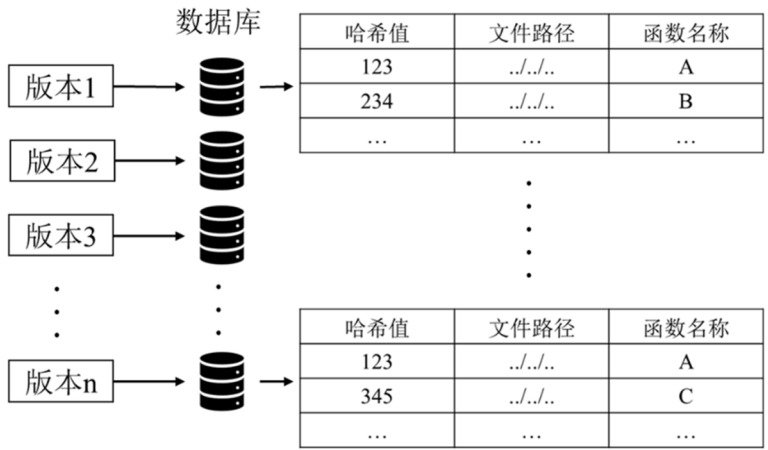 数据库
版本1
版本2
版本3
版本n
哈希值 文件路径 函数名称
123 ../../.. A
234 ../../.. B
… … …
哈希值 文件路径 函数名称
123 ../../.. A
345 ../../.. C
… … …